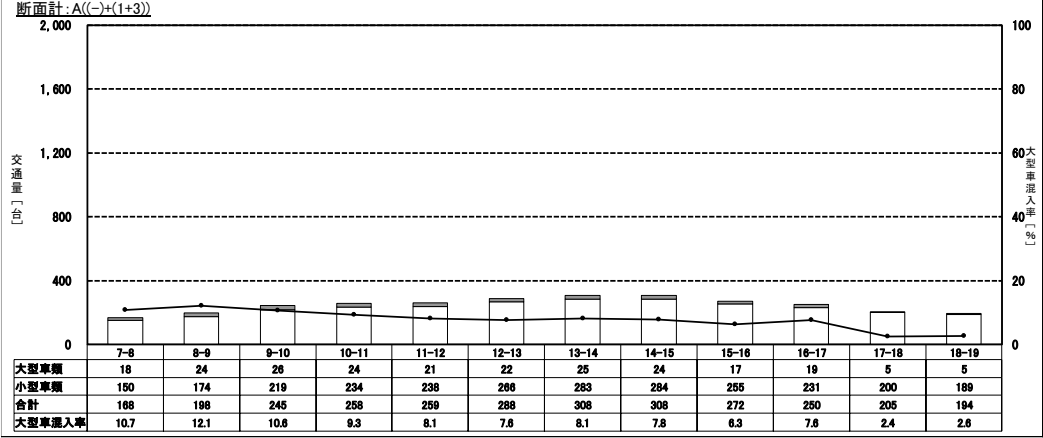 断面計:A((-)+(1+3))
2,000
1,600
1,200
800
400
0
交通量[台]
100
80
60
40
20
0
大型車混入率[%]
7-8 8-9 9-10 10-11 11-12 12-13 13-14 14-15 15-16 16-17 17-18 18-19
大型車類 18 24 26 24 21 22 25 24 17 19 5 5
小型車類 150 174 219 234 238 266 283 284 255 231 200 189
合計 168 198 245 258 259 288 308 308 272 250 205 194
大型車混入率 10.7 12.1 10.6 9.3 8.1 7.6 8.1 7.8 6.3 7.6 2.4 2.6